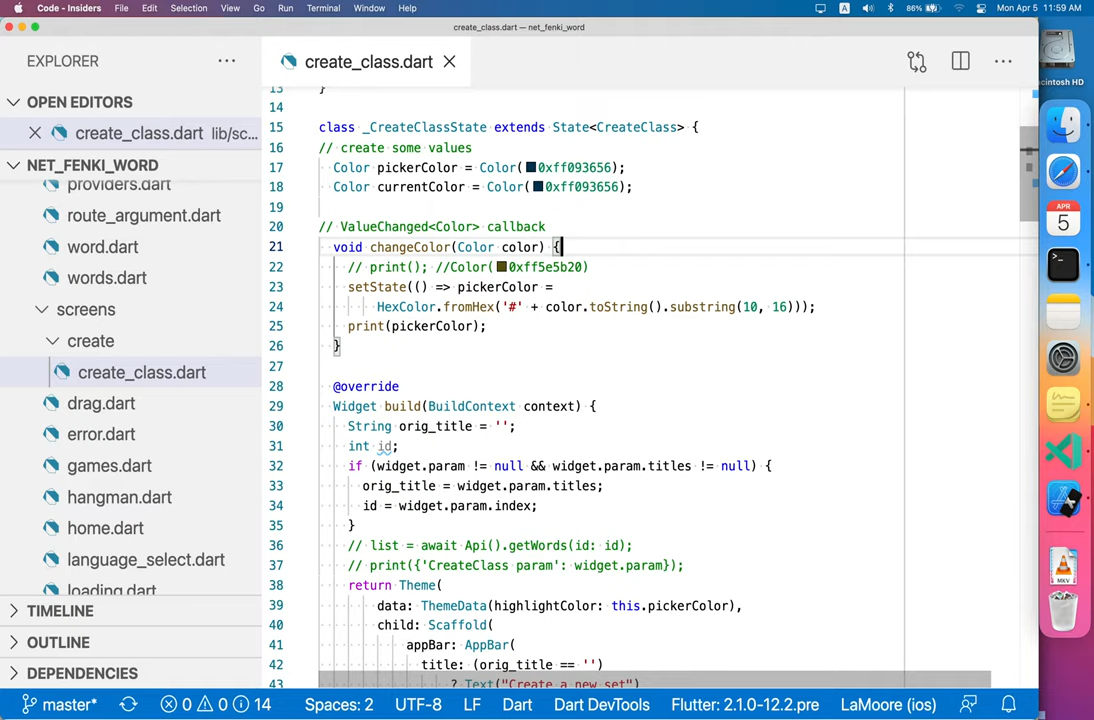 Code - Insiders File Edit Selection View Go Run Terminal Window Help A 86% Mon Apr 5 11:59 AM
create_class.dart — net_fenki_word
EXPLORER
create_class.dart
OPEN EDITORS
create_class.dart lib/sc...
NET_FENKI_WORD
providers.dart
route_argument.dart
word.dart
words.dart
screens
create
create_class.dart
drag.dart
error.dart
games.dart
hangman.dart
home.dart
language_select.dart
loading.dart
TIMELINE
OUTLINE
DEPENDENCIES
13 }
14
15 class _CreateClassState extends State<CreateClass> {
16 // create some values
17 Color pickerColor = Color(0xff093656);
18 Color currentColor = Color(0xff093656);
19
20 // ValueChanged<Color> callback
21 void changeColor(Color color) {
22 // print(); //Color(0xff5e5b20)
23 setState(() => pickerColor =
24 HexColor.fromHex('#' + color.toString().substring(10, 16)));
25 print(pickerColor);
26 }
27
28 @override
29 Widget build(BuildContext context) {
30 String orig_title = '';
31 int id;
32 if (widget.param != null && widget.param.titles != null) {
33 orig_title = widget.param.titles;
34 id = widget.param.index;
35 }
36 // list = await Api().getWords(id: id);
37 // print({'CreateClass param': widget.param});
38 return Theme(
39 data: ThemeData(highlightColor: this.pickerColor),
40 child: Scaffold(
41 appBar: AppBar(
42 title: (orig_title == '')
43 ? Text("Create a new set")
master* 0 0 14 Spaces: 2 UTF-8 LF Dart Dart DevTools Flutter: 2.1.0-12.2.pre LaMoore (ios)
cintosh HD
APR
5
MKV